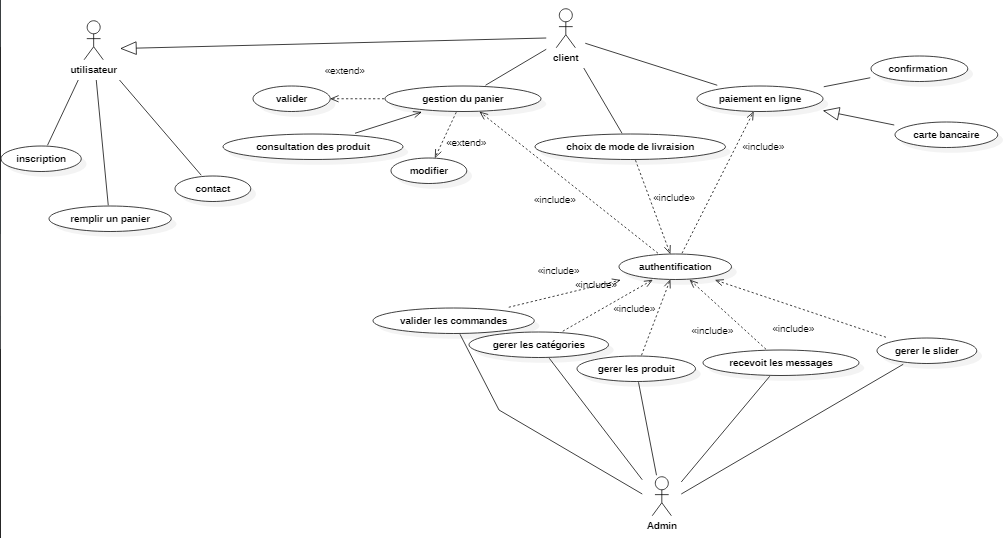 client
utilisateur
confirmation
«extend»
valider
gestion du panier
paiement en ligne
carte bancaire
«extend»
consultation des produit
choix de mode de livraision
«include»
inscription
modifier
contact
«include»
«include»
remplir un panier
authentification
«include»
«include»
«include»
valider les commandes
«include»
«include»
gerer les catégories
gerer le slider
recevoit les messages
gerer les produit
Admin